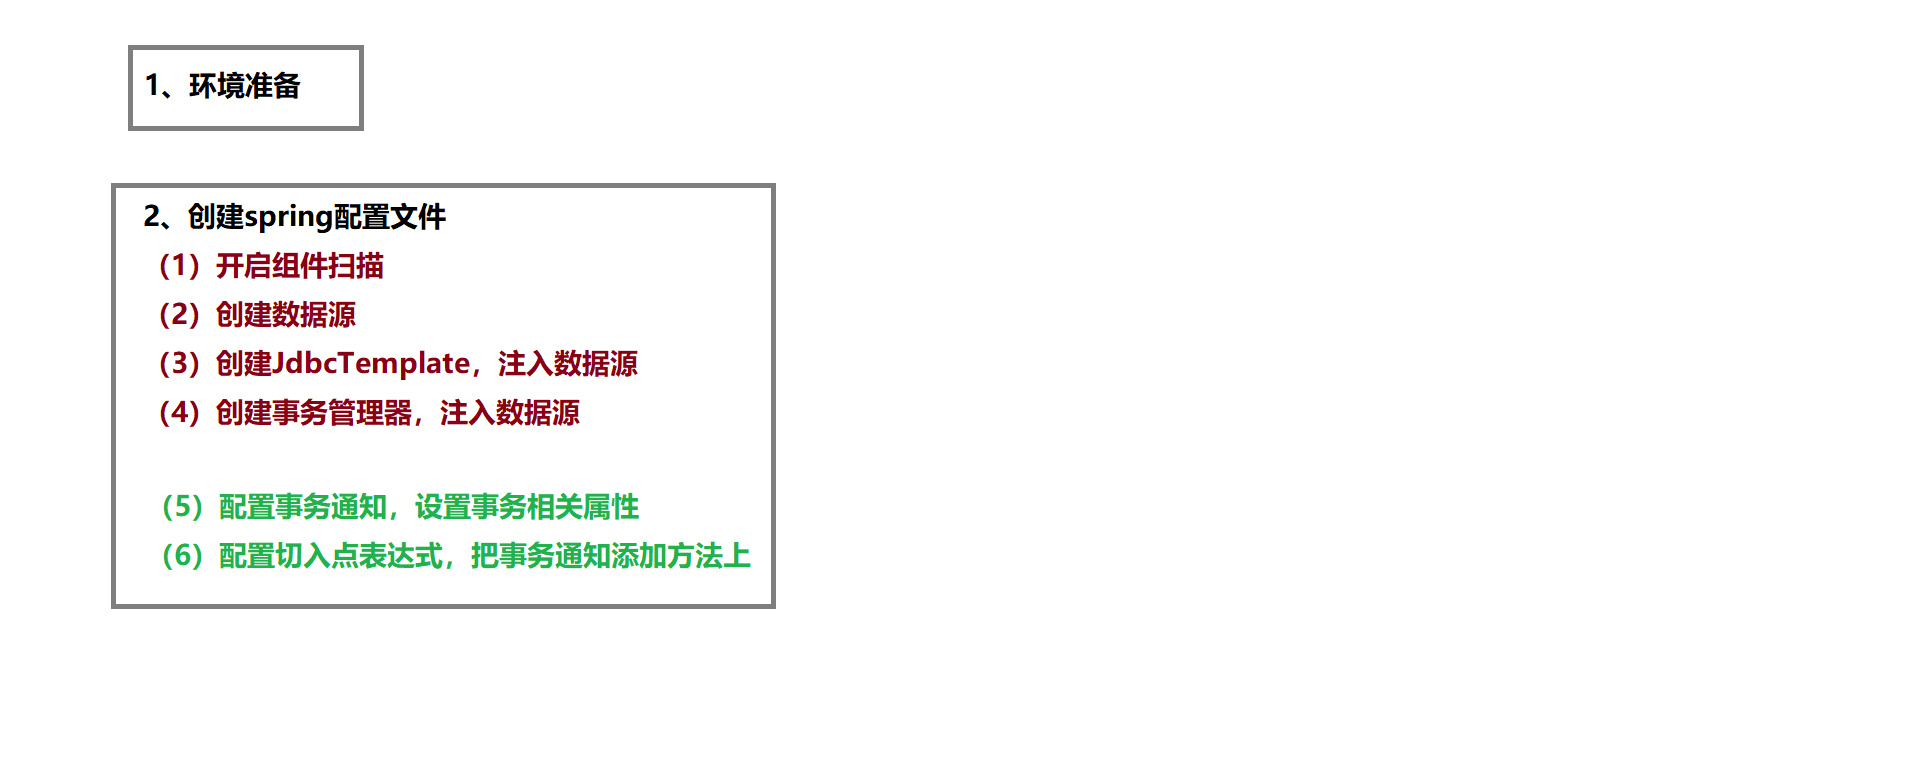 1、环境准备
2、创建spring配置文件
（1）开启组件扫描
（2）创建数据源
（3）创建JdbcTemplate，注入数据源
（4）创建事务管理器，注入数据源
（5）配置事务通知，设置事务相关属性
（6）配置切入点表达式，把事务通知添加方法上